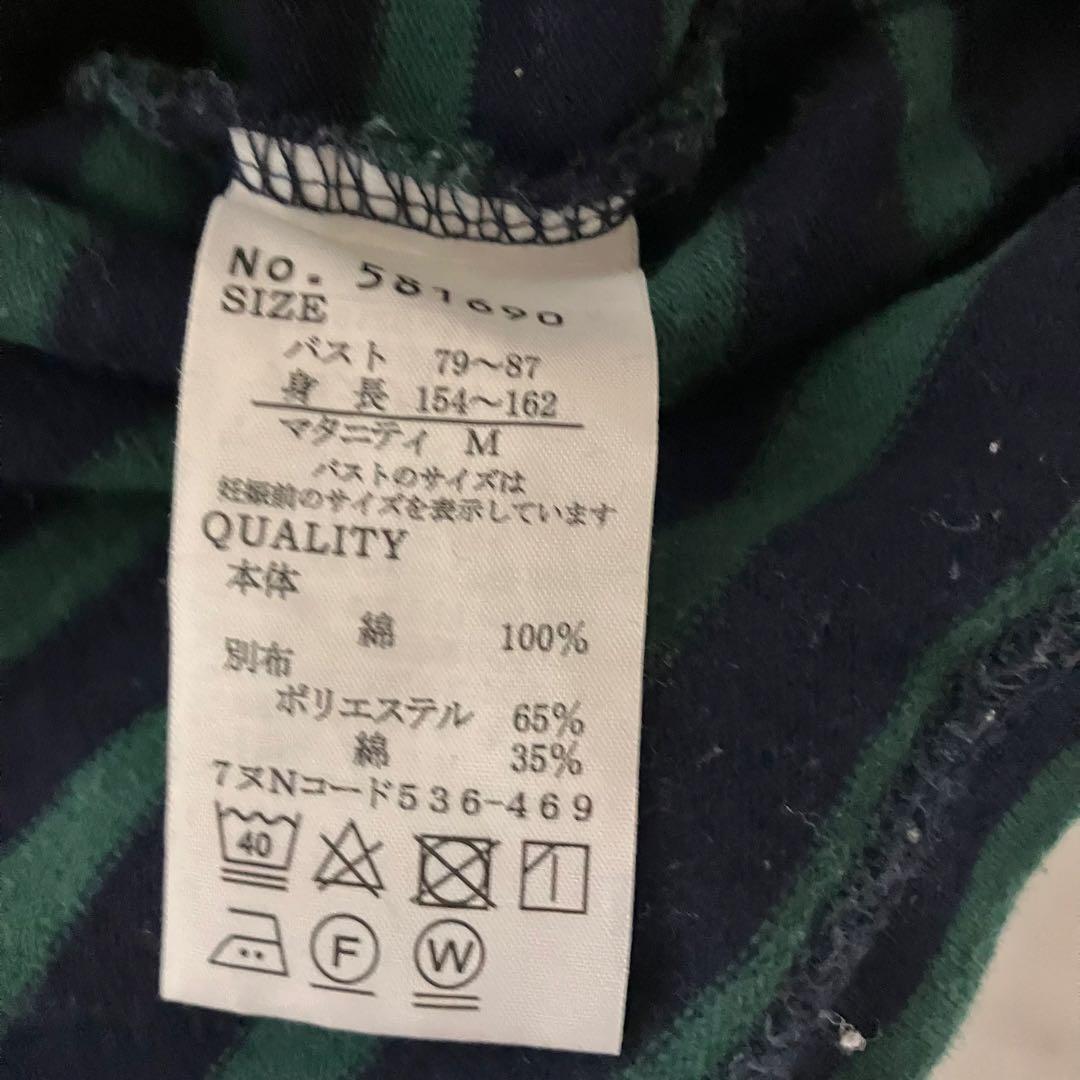 No. 581690
SIZE
バスト 79～87
身長 154～162
マタニティ M
バストのサイズは
妊娠前のサイズを表示しています
QUALITY
本体
綿 100%
別布
ポリエステル 65%
綿 35%
7ヌNコード536-469
40
F
W